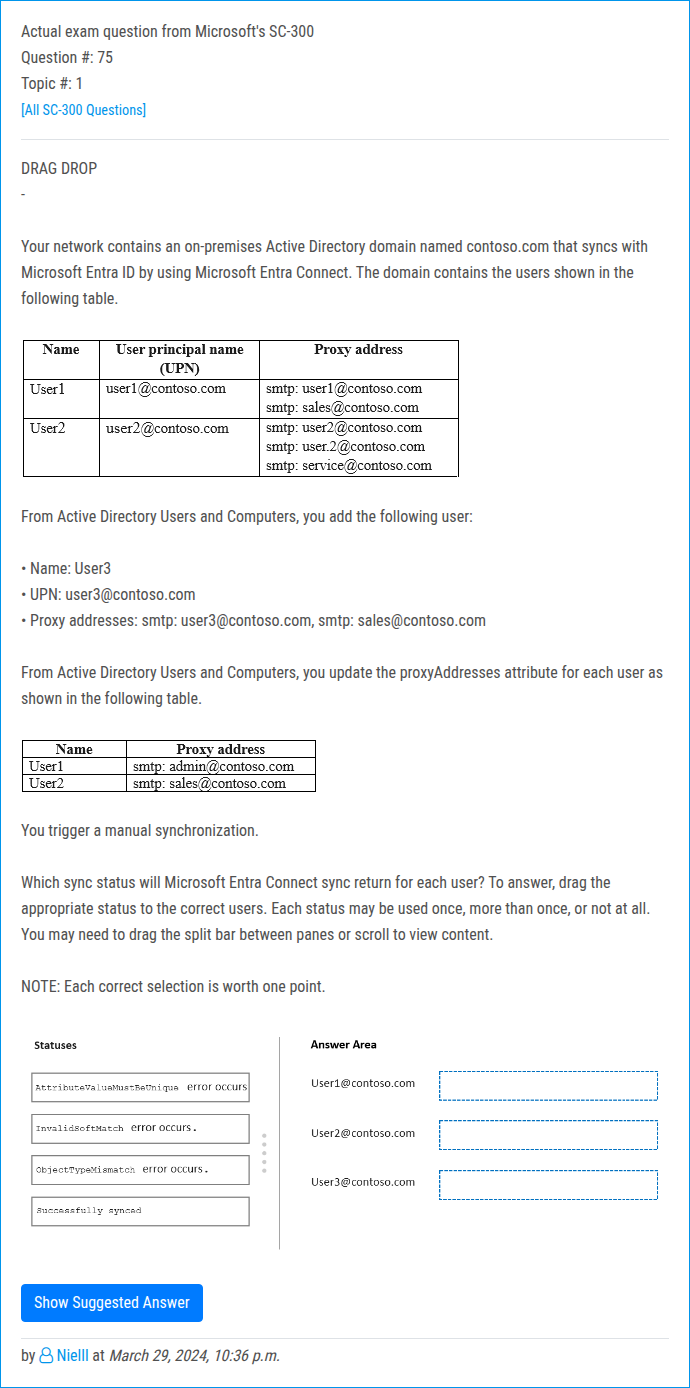 Actual exam question from Microsoft's SC-300
Question #: 75
Topic #: 1
[All SC-300 Questions]
DRAG DROP
-
Your network contains an on-premises Active Directory domain named contoso.com that syncs with
Microsoft Entra ID by using Microsoft Entra Connect. The domain contains the users shown in the
following table.
Name User principal name (UPN) Proxy address
User1 user1@contoso.com smtp: user1@contoso.com
smtp: sales@contoso.com
User2 user2@contoso.com smtp: user2@contoso.com
smtp: user.2@contoso.com
smtp: service@contoso.com
From Active Directory Users and Computers, you add the following user:
• Name: User3
• UPN: user3@contoso.com
• Proxy addresses: smtp: user3@contoso.com, smtp: sales@contoso.com
From Active Directory Users and Computers, you update the proxyAddresses attribute for each user as
shown in the following table.
Name Proxy address
User1 smtp: admin@contoso.com
User2 smtp: sales@contoso.com
You trigger a manual synchronization.
Which sync status will Microsoft Entra Connect sync return for each user? To answer, drag the
appropriate status to the correct users. Each status may be used once, more than once, or not at all.
You may need to drag the split bar between panes or scroll to view content.
NOTE: Each correct selection is worth one point.
Statuses
AttributeValueMustBeUnique error occurs
InvalidSoftMatch error occurs.
ObjectTypeMismatch error occurs.
Successfully synced
Answer Area
User1@contoso.com
User2@contoso.com
User3@contoso.com
Show Suggested Answer
by Nielll at March 29, 2024, 10:36 p.m.